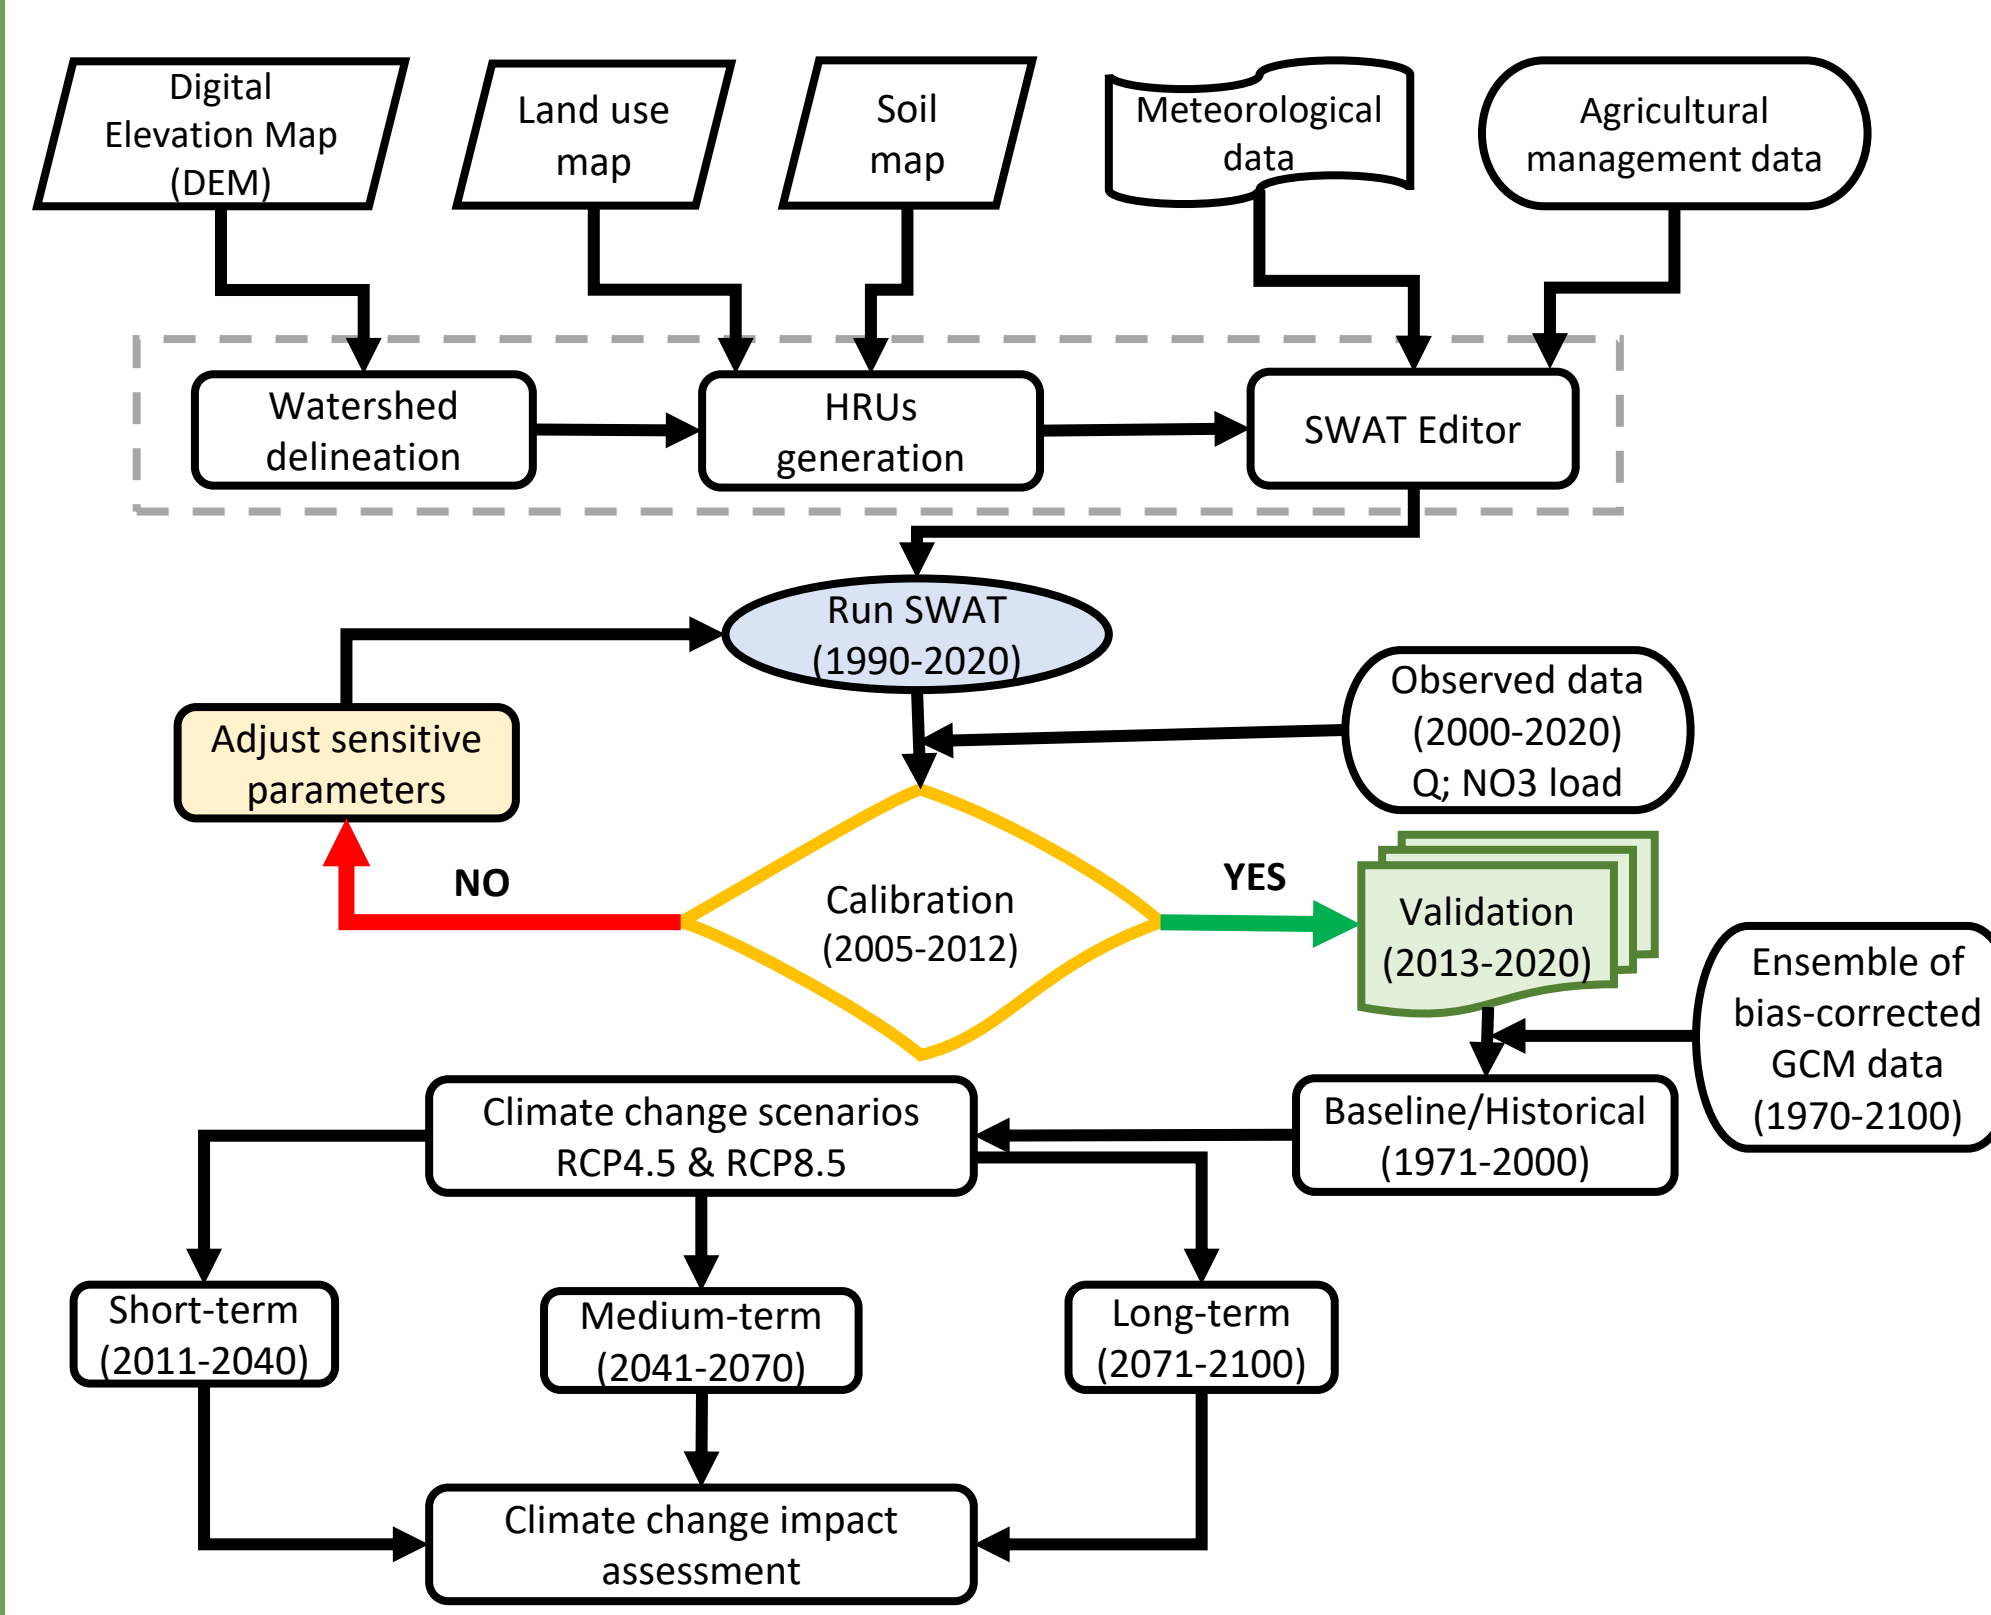 Digital
Elevation Map
(DEM)
Land use
map
Soil
map
Meteorological
data
Agricultural
management data
Watershed
delineation
HRUs
generation
SWAT Editor
Run SWAT
(1990-2020)
Observed data
(2000-2020)
Q; NO3 load
Adjust sensitive
parameters
NO
Calibration
(2005-2012)
YES
Validation
(2013-2020)
Ensemble of
bias-corrected
GCM data
(1970-2100)
Climate change scenarios
RCP4.5 & RCP8.5
Baseline/Historical
(1971-2000)
Short-term
(2011-2040)
Medium-term
(2041-2070)
Long-term
(2071-2100)
Climate change impact
assessment